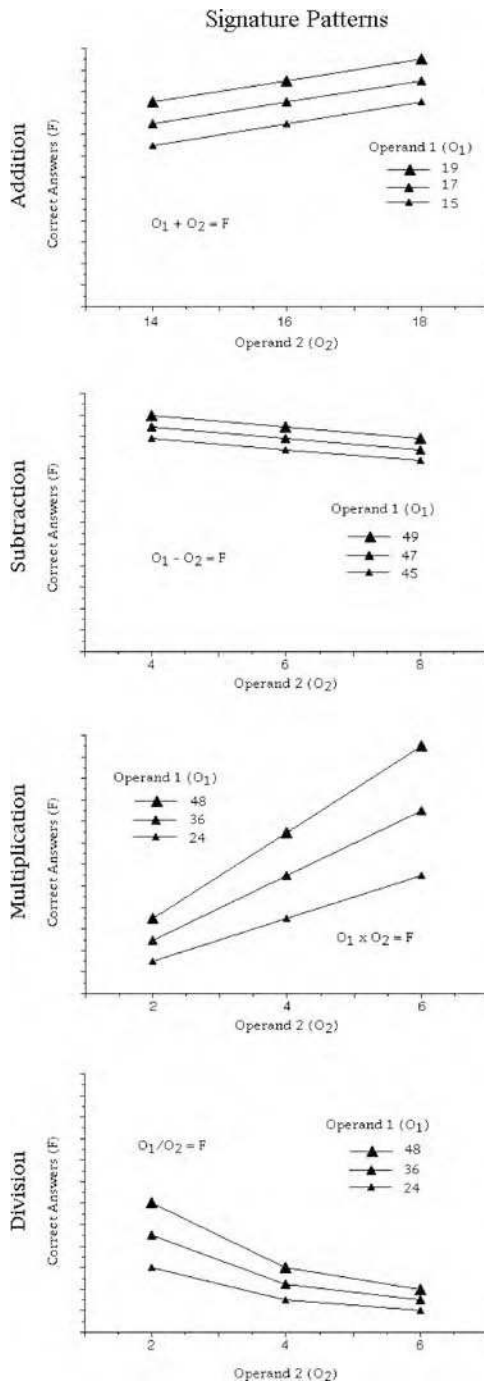 Signature Patterns
Addition
Correct Answers (F)
Operand 1 (O₁)
19
17
15
O₁ + O₂ = F
14 16 18
Operand 2 (O₂)
Subtraction
Correct Answers (F)
Operand 1 (O₁)
49
47
45
O₁ - O₂ = F
4 6 8
Operand 2 (O₂)
Multiplication
Correct Answers (F)
Operand 1 (O₁)
48
36
24
O₁ x O₂ = F
2 4 6
Operand 2 (O₂)
Division
Correct Answers (F)
O₁/O₂ = F
Operand 1 (O₁)
48
36
24
2 4 6
Operand 2 (O₂)